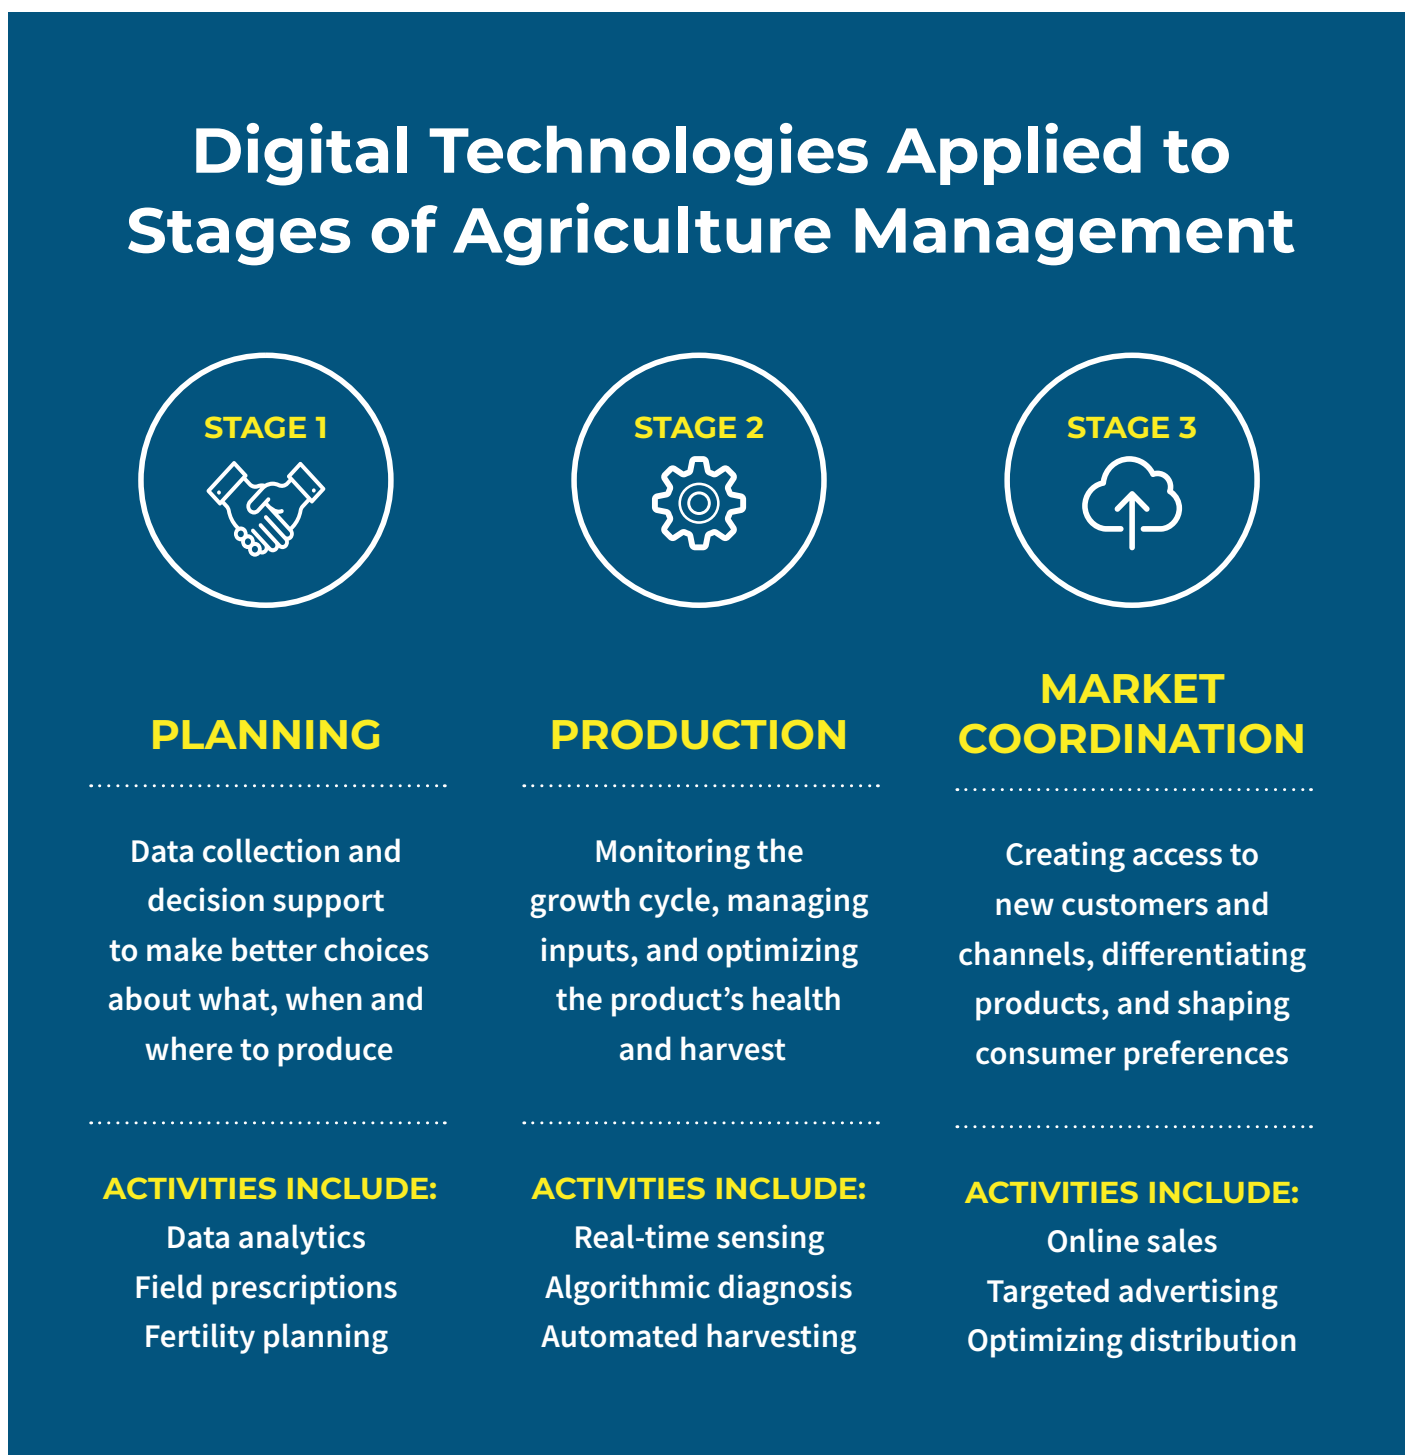 Digital Technologies Applied to
Stages of Agriculture Management
STAGE 1
PLANNING
Data collection and
decision support
to make better choices
about what, when and
where to produce
ACTIVITIES INCLUDE:
Data analytics
Field prescriptions
Fertility planning
STAGE 2
PRODUCTION
Monitoring the
growth cycle, managing
inputs, and optimizing
the product’s health
and harvest
ACTIVITIES INCLUDE:
Real-time sensing
Algorithmic diagnosis
Automated harvesting
STAGE 3
MARKET
COORDINATION
Creating access to
new customers and
channels, differentiating
products, and shaping
consumer preferences
ACTIVITIES INCLUDE:
Online sales
Targeted advertising
Optimizing distribution